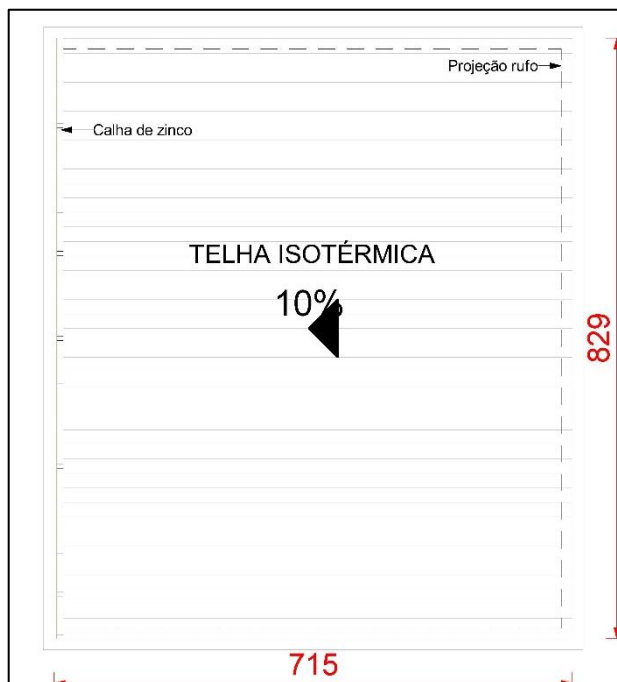 Projeção rufo
Calha de zinco
TELHA ISOTÉRMICA
10%
829
715